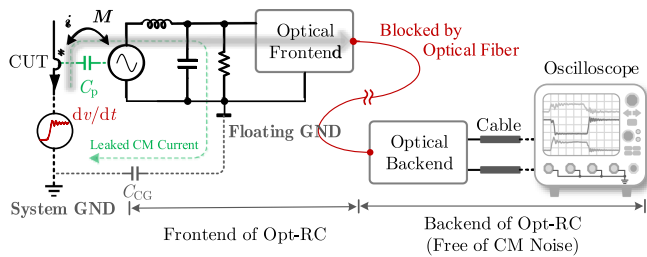 i
M
CUT
*
Cp
dv/dt
Leaked CM Current
CCG
System GND
Floating GND
Optical
Frontend
Blocked by
Optical Fiber
Optical
Backend
Cable
Oscilloscope
Frontend of Opt-RC
Backend of Opt-RC
(Free of CM Noise)